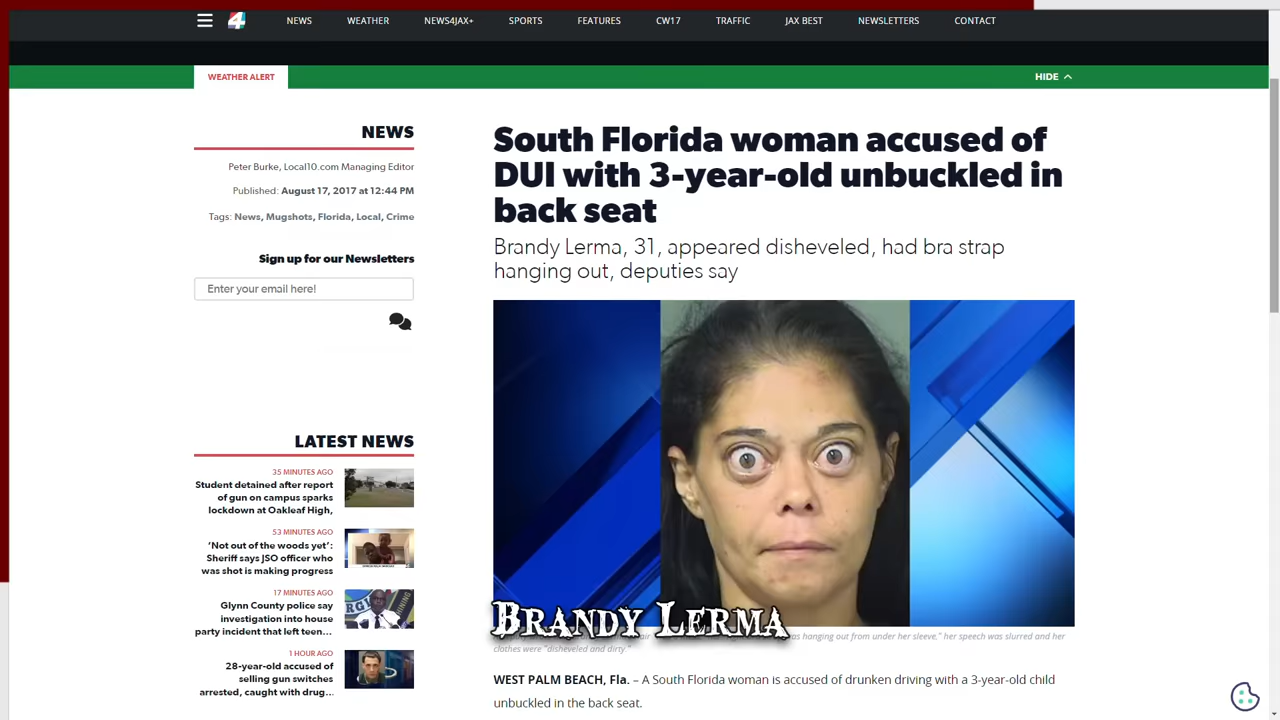 4
NEWS
WEATHER
NEWS4JAX+
SPORTS
FEATURES
CW17
TRAFFIC
JAX BEST
NEWSLETTERS
CONTACT
WEATHER ALERT
HIDE
NEWS
Peter Burke, Local10.com Managing Editor
Published: August 17, 2017 at 12:44 PM
Tags: News, Mugshots, Florida, Local, Crime
Sign up for our Newsletters
Enter your email here!
LATEST NEWS
35 MINUTES AGO
Student detained after report
of gun on campus sparks
lockdown at Oakleaf High,
53 MINUTES AGO
‘Not out of the woods yet’:
Sheriff says JSO officer who
was shot is making progress
17 MINUTES AGO
Glynn County police say
investigation into house
party incident that left teen...
1 HOUR AGO
28-year-old accused of
selling gun switches
arrested, caught with drug...
South Florida woman accused of
DUI with 3-year-old unbuckled in
back seat
Brandy Lerma, 31, appeared disheveled, had bra strap
hanging out, deputies say
Brandy Lerma
was hanging out from under her sleeve," her speech was slurred and her
clothes were "disheveled and dirty."
WEST PALM BEACH, Fla. – A South Florida woman is accused of drunken driving with a 3-year-old child
unbuckled in the back seat.